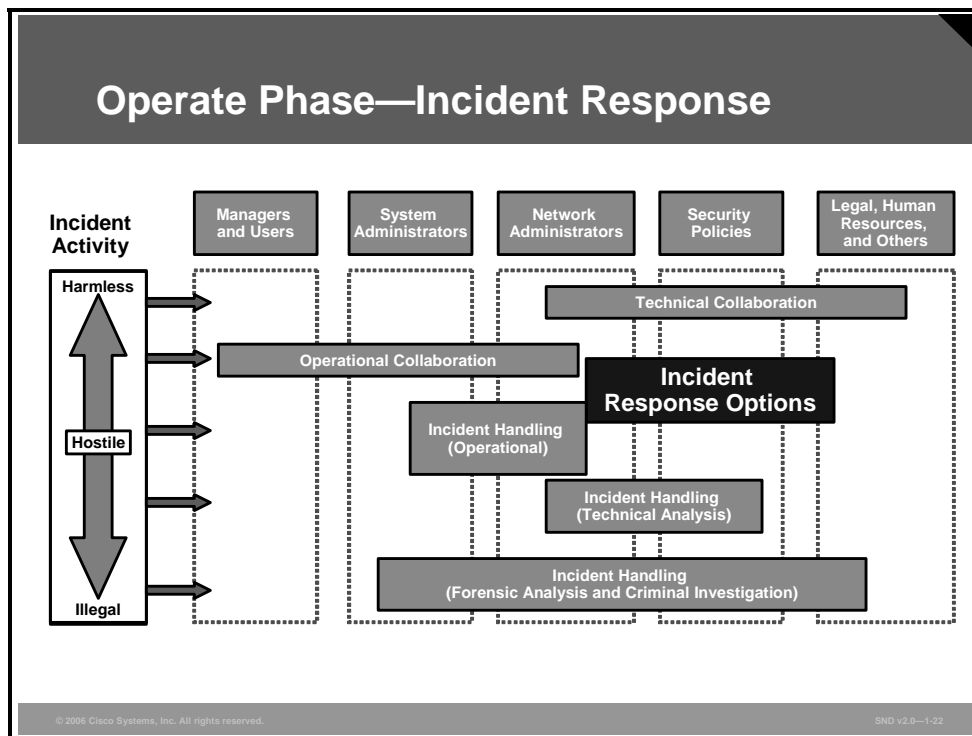 Operate Phase—Incident Response
Incident
Activity
Managers
and Users
System
Administrators
Network
Administrators
Security
Policies
Legal, Human
Resources,
and Others
Harmless
Hostile
Illegal
Technical Collaboration
Operational Collaboration
Incident
Response Options
Incident Handling
(Operational)
Incident Handling
(Technical Analysis)
Incident Handling
(Forensic Analysis and Criminal Investigation)
© 2006 Cisco Systems, Inc. All rights reserved.
SND v2.0—1-22